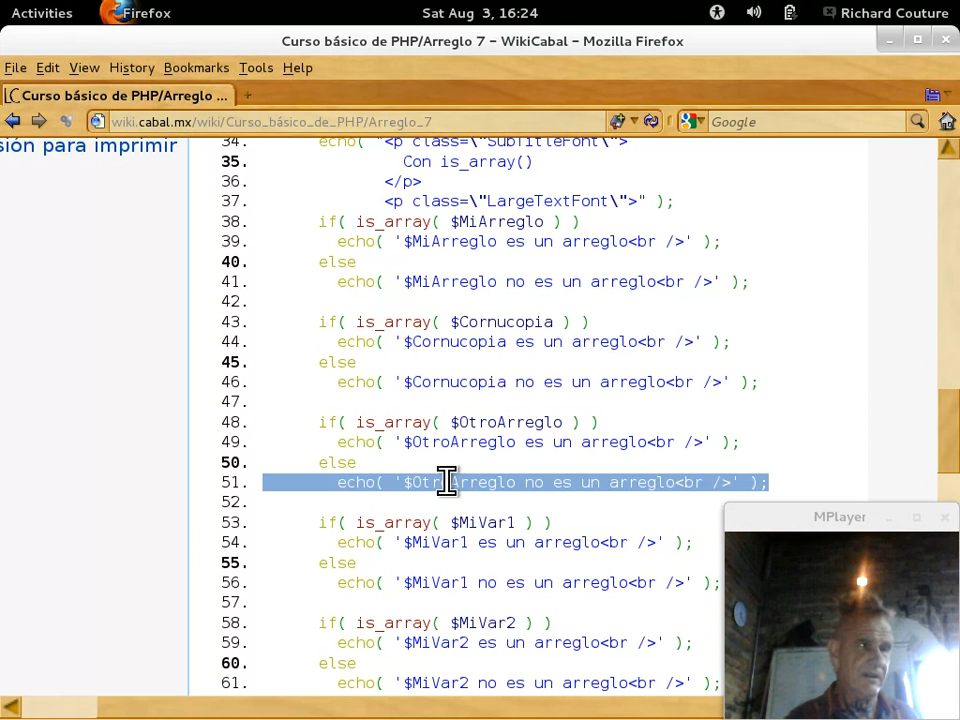 Activities Firefox Sat Aug 3, 16:24 Richard Couture
Curso básico de PHP/Arreglo 7 - WikiCabal - Mozilla Firefox
File Edit View History Bookmarks Tools Help
Curso básico de PHP/Arreglo ... +
wiki.cabal.mx/wiki/Curso_básico_de_PHP/Arreglo_7 Google
sión para imprimir
34. echo( "<p class=\"SubTitleFont\">
35. Con is_array()
36. </p>
37. <p class=\"LargeTextFont\">" );
38. if( is_array( $MiArreglo ) )
39. echo( '$MiArreglo es un arreglo<br />' );
40. else
41. echo( '$MiArreglo no es un arreglo<br />' );
42.
43. if( is_array( $Cornucopia ) )
44. echo( '$Cornucopia es un arreglo<br />' );
45. else
46. echo( '$Cornucopia no es un arreglo<br />' );
47.
48. if( is_array( $OtroArreglo ) )
49. echo( '$OtroArreglo es un arreglo<br />' );
50. else
51. echo( '$OtroArreglo no es un arreglo<br />' );
52.
53. if( is_array( $MiVar1 ) )
54. echo( '$MiVar1 es un arreglo<br />' );
55. else
56. echo( '$MiVar1 no es un arreglo<br />' );
57.
58. if( is_array( $MiVar2 ) )
59. echo( '$MiVar2 es un arreglo<br />' );
60. else
61. echo( '$MiVar2 no es un arreglo<br />' );
MPlayer